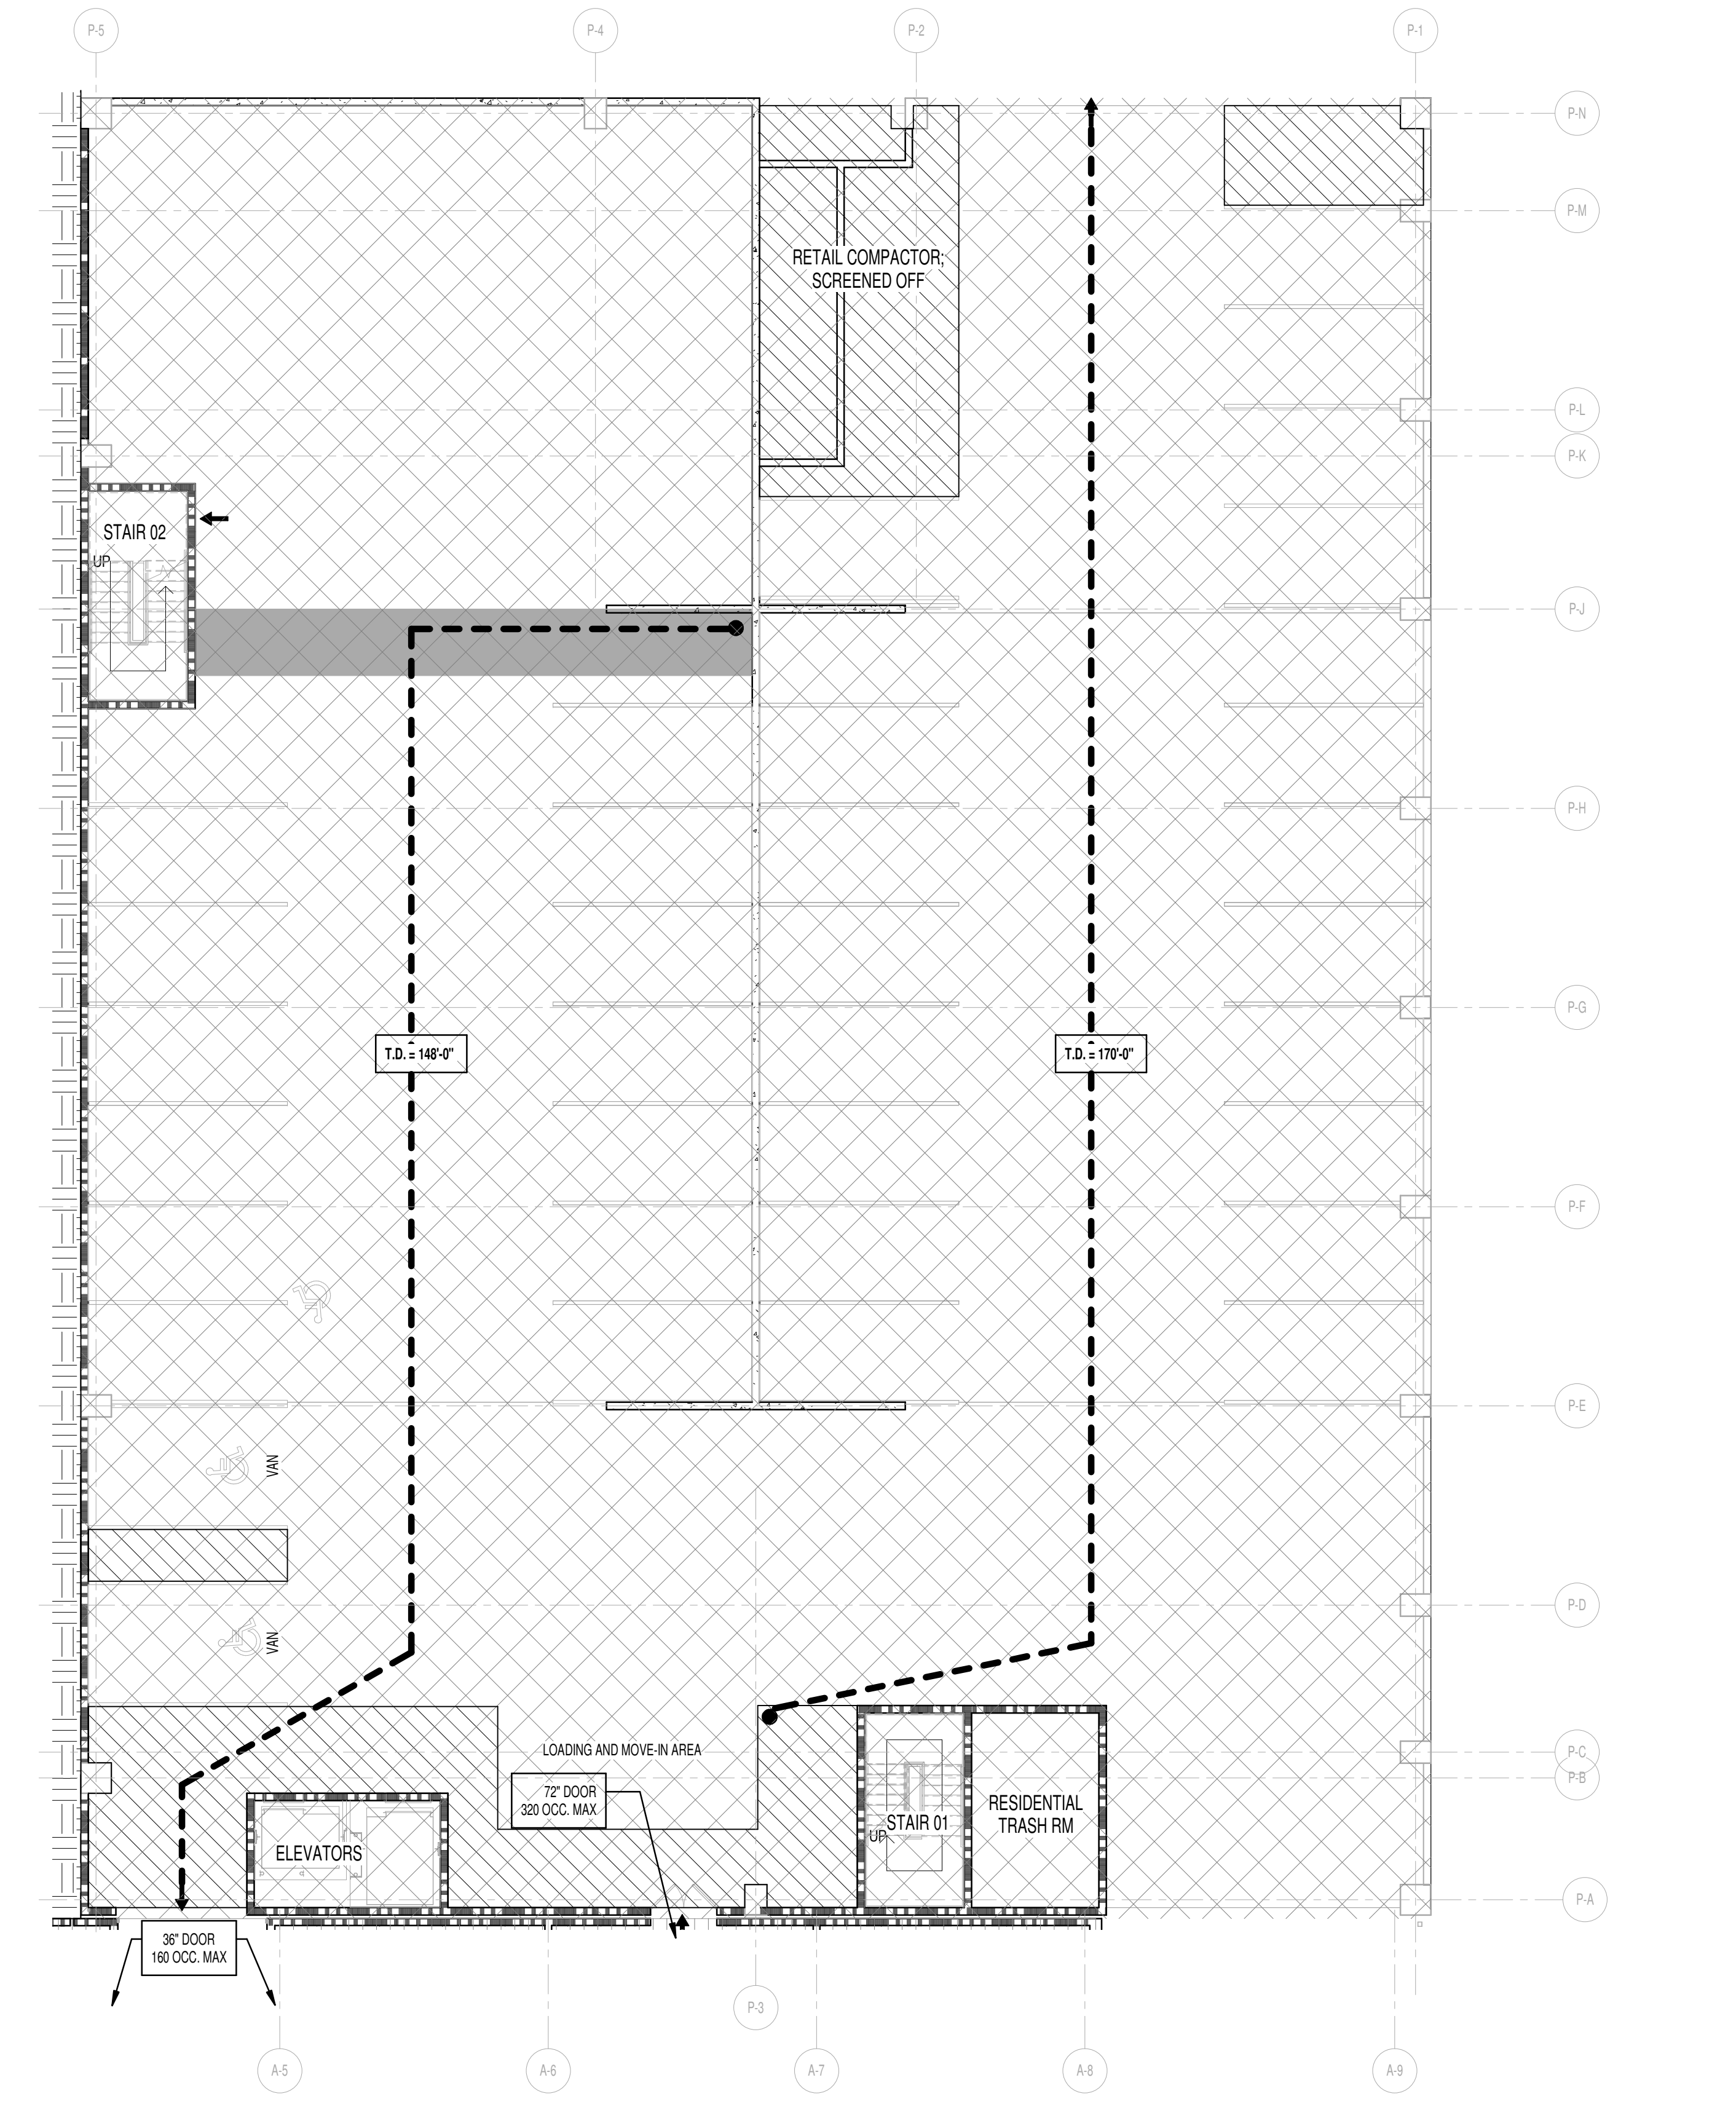 P-5
P-4
P-2
P-1
P-N
P-M
RETAIL COMPACTOR;
SCREENED OFF
P-L
P-K
STAIR 02
UP
P-J
P-H
P-G
T.D. = 148'-0"
T.D. = 170'-0"
P-F
P-E
VAN
P-D
VAN
LOADING AND MOVE-IN AREA
P-C
P-B
72" DOOR
320 OCC. MAX
RESIDENTIAL
TRASH RM
STAIR 01
UP
ELEVATORS
P-A
36" DOOR
160 OCC. MAX
P-3
A-5
A-6
A-7
A-8
A-9